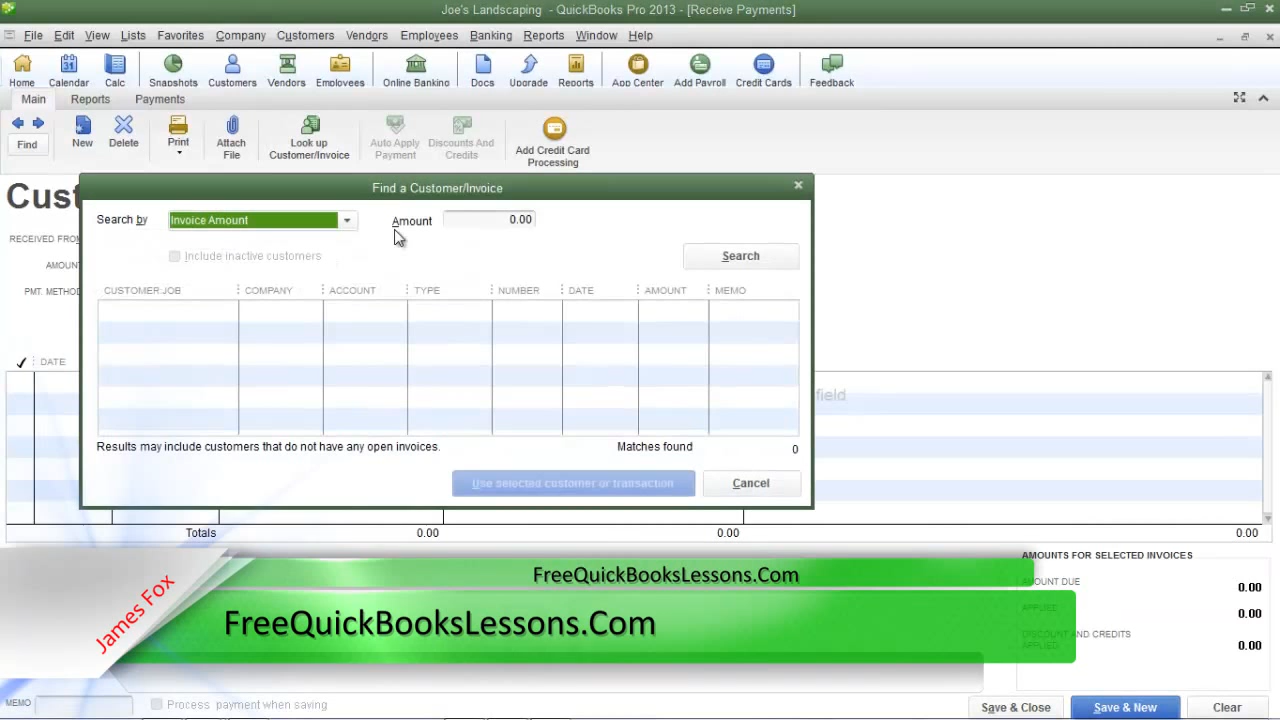 Joe's Landscaping - QuickBooks Pro 2013 - [Receive Payments]
File Edit View Lists Favorites Company Customers Vendors Employees Banking Reports Window Help
Home Calendar Calc Snapshots Customers Vendors Employees Online Banking Docs Upgrade Reports App Center Add Payroll Credit Cards Feedback
Main Reports Payments
Find New Delete Print Attach File Look up Customer/Invoice Auto Apply Payment Discounts And Credits Add Credit Card Processing
Find a Customer/Invoice
Cust
Search by Invoice Amount Amount 0.00
RECEIVED FROM
Include inactive customers Search
AMOUNT
PMT. METHOD
CUSTOMER:JOB COMPANY ACCOUNT TYPE NUMBER DATE AMOUNT MEMO
DATE
field
Results may include customers that do not have any open invoices. Matches found 0
Use selected customer or transaction Cancel
Totals 0.00 0.00 0.00
AMOUNTS FOR SELECTED INVOICES
AMOUNT DUE 0.00
APPLIED 0.00
DISCOUNT AND CREDITS APPLIED 0.00
FreeQuickBooksLessons.Com
James Fox
FreeQuickBooksLessons.Com
MEMO Process payment when saving Save & Close Save & New Clear